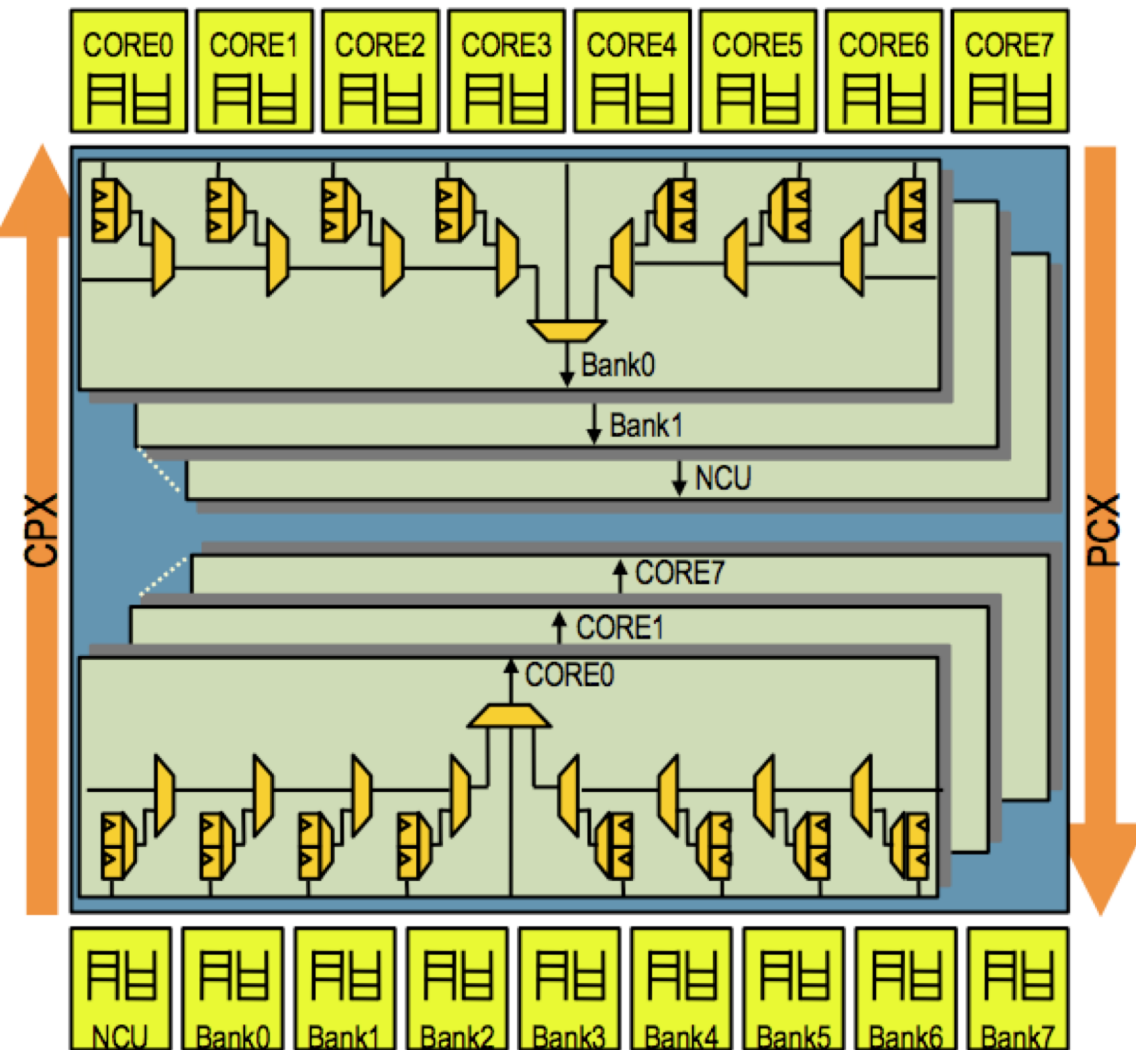 CORE0 CORE1 CORE2 CORE3 CORE4 CORE5 CORE6 CORE7
Bank0
Bank1
NCU
CPX
PCX
CORE7
CORE1
CORE0
NCU Bank0 Bank1 Bank2 Bank3 Bank4 Bank5 Bank6 Bank7